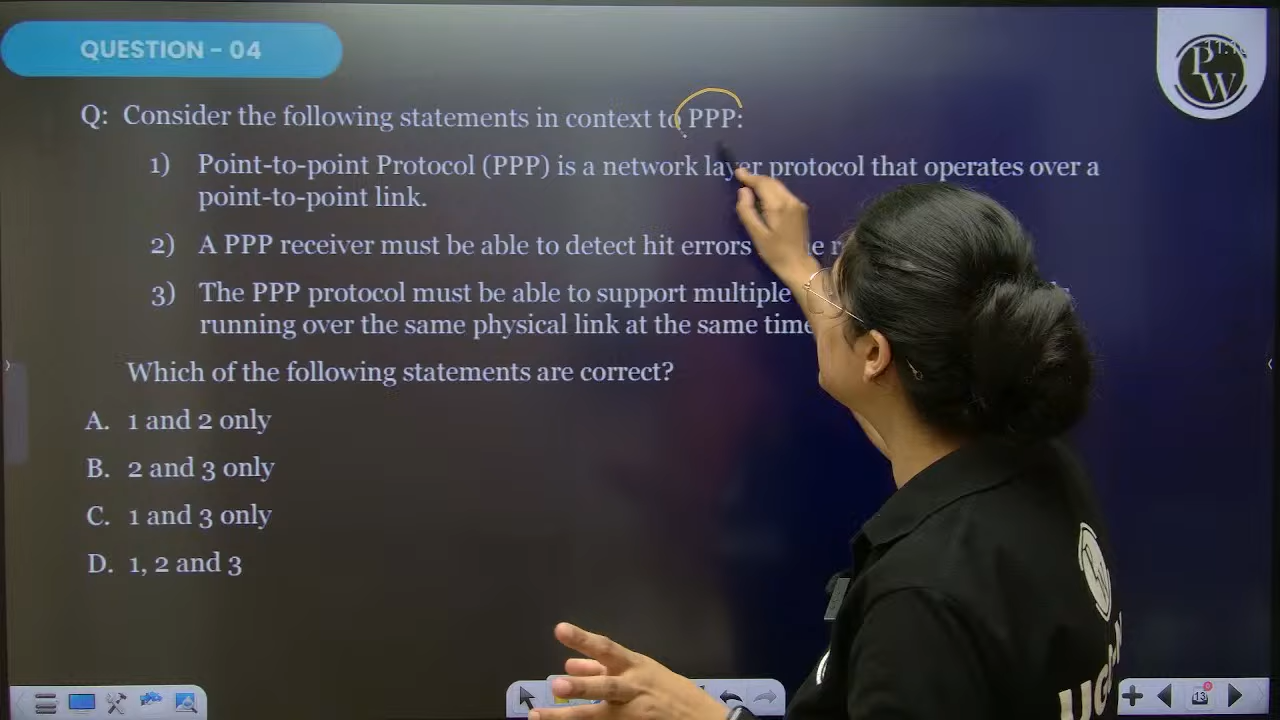 QUESTION - 04
PW
Q: Consider the following statements in context to PPP:
1) Point-to-point Protocol (PPP) is a network layer protocol that operates over a
point-to-point link.
2) A PPP receiver must be able to detect hit errors
3) The PPP protocol must be able to support multiple
running over the same physical link at the same time
Which of the following statements are correct?
A. 1 and 2 only
B. 2 and 3 only
C. 1 and 3 only
D. 1, 2 and 3
13